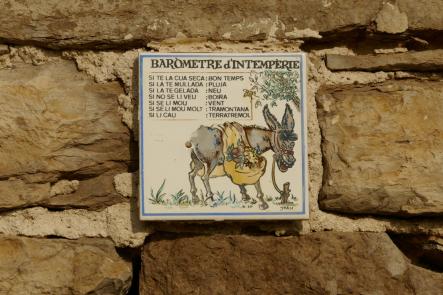 BARÒMETRE d'INTEMPÈRIE
SI TE LA CUA SECA : BON TEMPS
SI LA TE MULLADA : PLUJA
SI LA TE GELADA : NEU
SI NO SE LI VEU : BOIRA
SI SE LI MOU : VENT
SI SE LI MOU MOLT : TRAMONTANA
SI LI CAU : TERRATREMOL